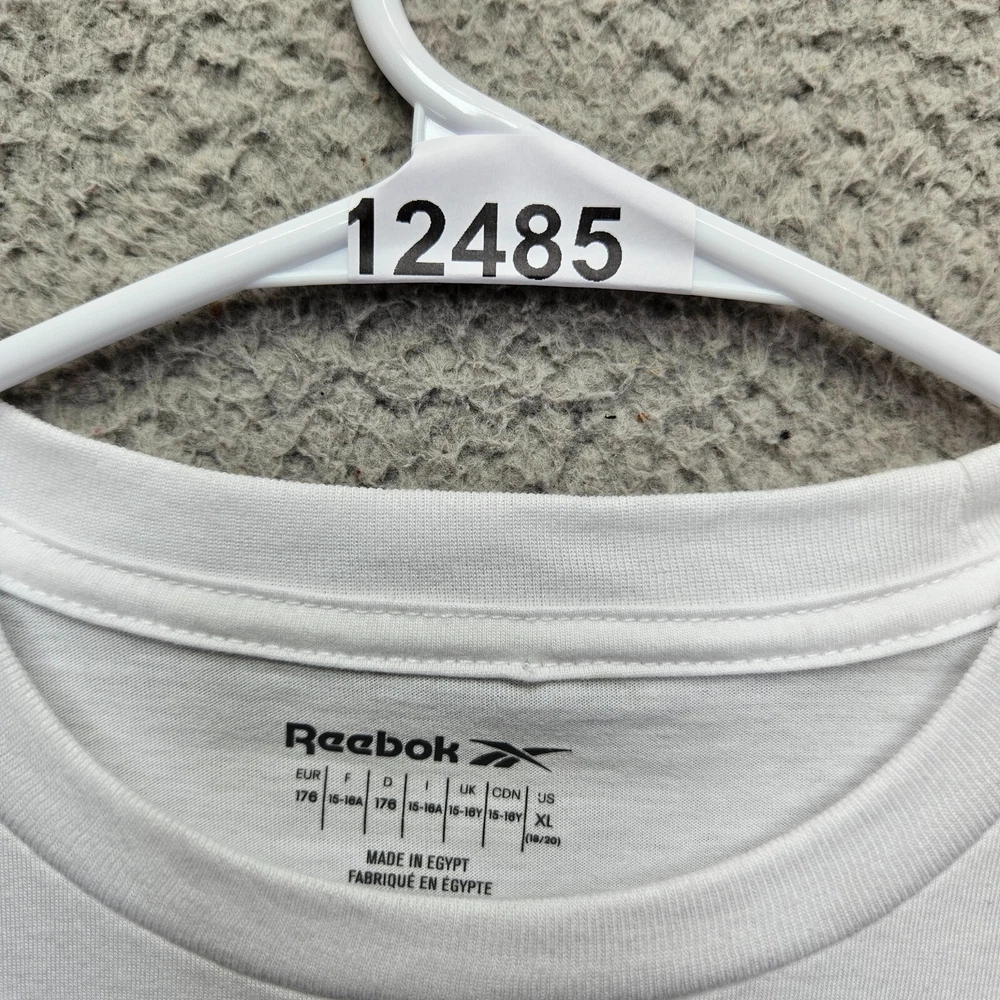 12485
Reebok
EUR F D I UK CDN US
176 15-16A 176 15-16A 15-16Y 15-16Y XL
(18/20)
MADE IN EGYPT
FABRIQUÉ EN ÉGYPTE